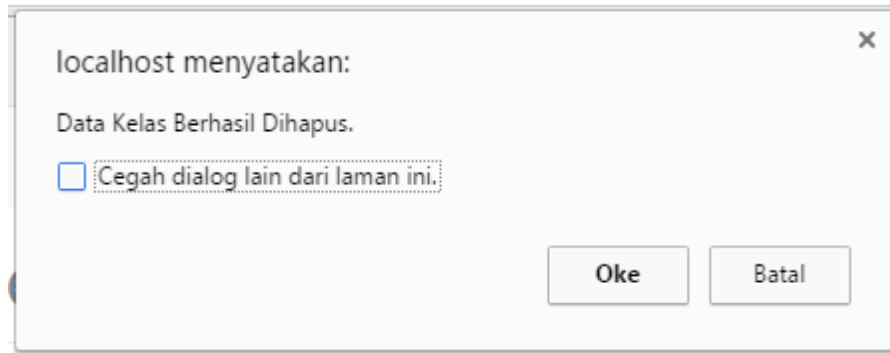 localhost menyatakan:
Data Kelas Berhasil Dihapus.
Cegah dialog lain dari laman ini.
Oke
Batal